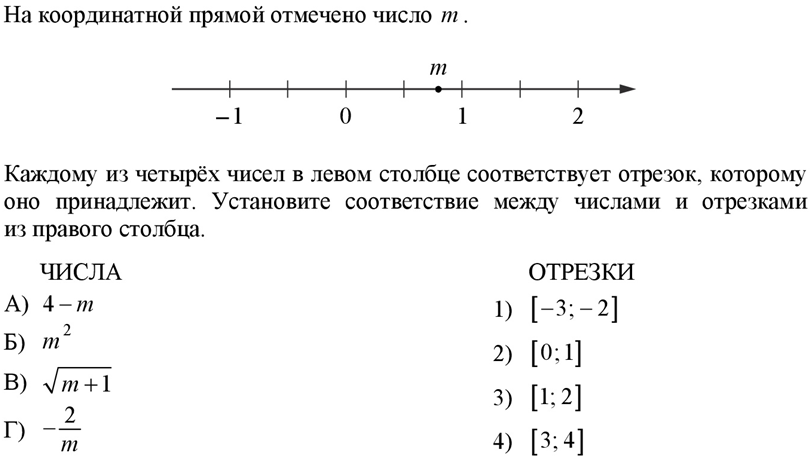 На координатной прямой отмечено число m .
m
−1 0 1 2
Каждому из четырёх чисел в левом столбце соответствует отрезок, которому
оно принадлежит. Установите соответствие между числами и отрезками
из правого столбца.
ЧИСЛА ОТРЕЗКИ
А) 4 − m 1) [−3; −2]
Б) m² 2) [0; 1]
В) √(m + 1) 3) [1; 2]
Г) −2/m 4) [3; 4]